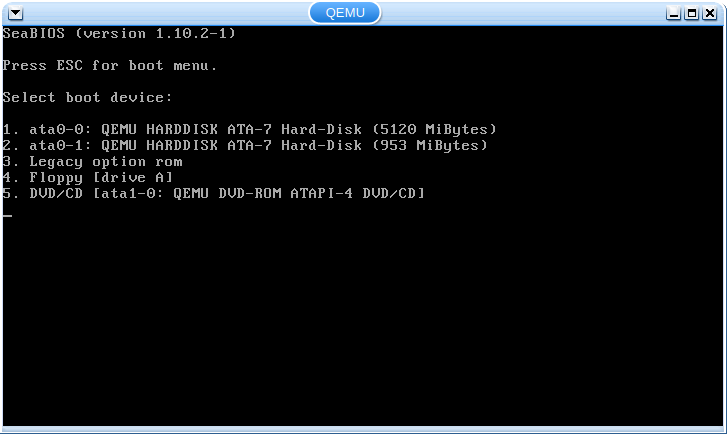 QEMU
SeaBIOS (version 1.10.2-1)
Press ESC for boot menu.
Select boot device:
1. ata0-0: QEMU HARDDISK ATA-7 Hard-Disk (5120 MiBytes)
2. ata0-1: QEMU HARDDISK ATA-7 Hard-Disk (953 MiBytes)
3. Legacy option rom
4. Floppy [drive A]
5. DVD/CD [ata1-0: QEMU DVD-ROM ATAPI-4 DVD/CD]